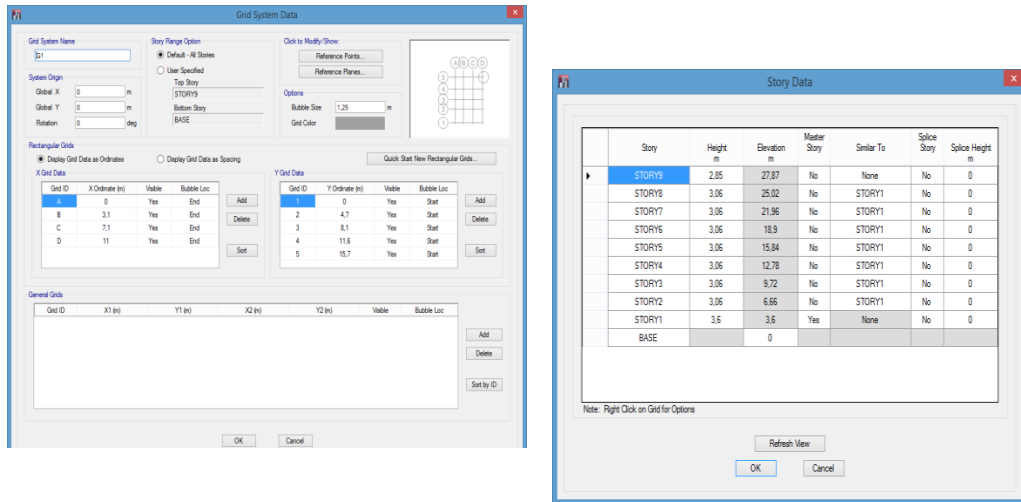 Grid System Data
Grid System Name
G1
System Origin
Global X 0 m
Global Y 0 m
Rotation 0 deg
Story Range Option
Default - All Stories
User Specified
Top Story
STORY9
Bottom Story
BASE
Click to Modify/Show:
Reference Points...
Reference Planes...
Options
Bubble Size 1,25 m
Grid Color
A B C D
5
4
3
2
1
Rectangular Grids
Display Grid Data as Ordinates Display Grid Data as Spacing Quick Start New Rectangular Grids...
X Grid Data
Grid ID X Ordinate (m) Visible Bubble Loc
A 0 Yes End
B 3,1 Yes End
C 7,1 Yes End
D 11 Yes End
Add
Delete
Sort
Y Grid Data
Grid ID Y Ordinate (m) Visible Bubble Loc
1 0 Yes Start
2 4,7 Yes Start
3 8,1 Yes Start
4 11,6 Yes Start
5 15,7 Yes Start
Add
Delete
Sort
General Grids
Grid ID X1 (m) Y1 (m) X2 (m) Y2 (m) Visible Bubble Loc
Add
Delete
Sort by ID
OK Cancel
Story Data
Story Height m Elevation m Master Story Similar To Splice Story Splice Height m
STORY9 2,85 27,87 No None No 0
STORY8 3,06 25,02 No STORY1 No 0
STORY7 3,06 21,96 No STORY1 No 0
STORY6 3,06 18,9 No STORY1 No 0
STORY5 3,06 15,84 No STORY1 No 0
STORY4 3,06 12,78 No STORY1 No 0
STORY3 3,06 9,72 No STORY1 No 0
STORY2 3,06 6,66 No STORY1 No 0
STORY1 3,6 3,6 Yes None No 0
BASE 0
Note: Right Click on Grid for Options
Refresh View
OK Cancel